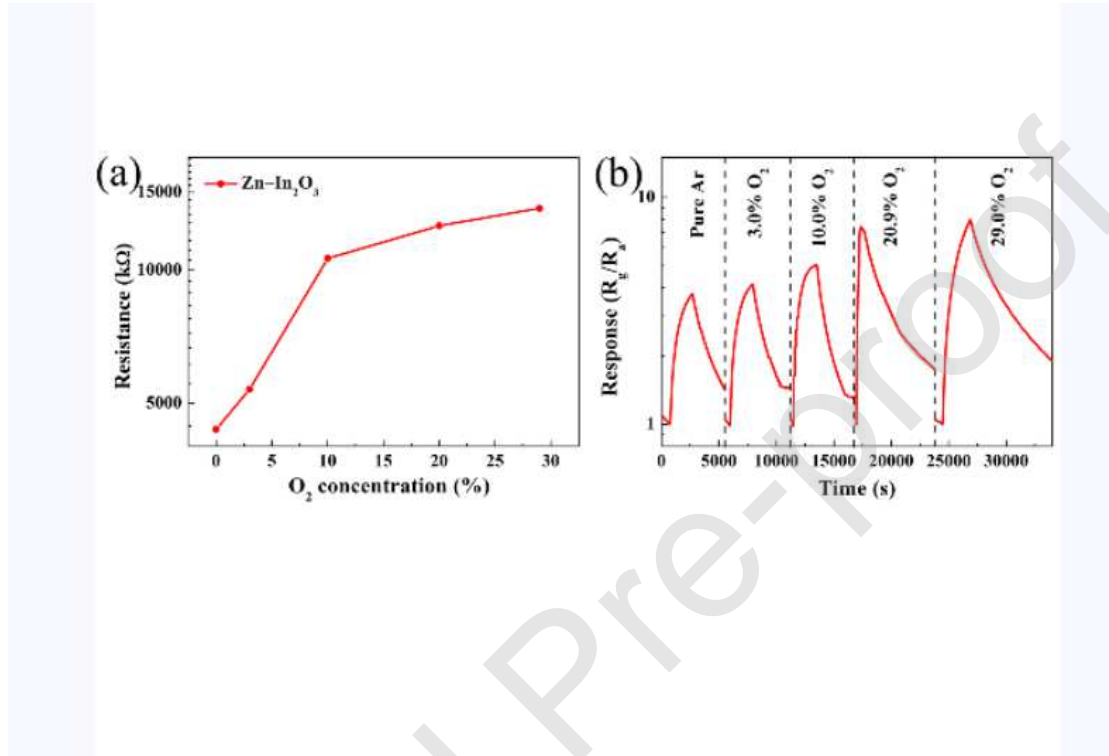 (a)
Zn–In₂O₃
15000
10000
5000
Resistance (kΩ)
0 5 10 15 20 25 30
O₂ concentration (%)
(b)
Pure Ar
3.0% O₂
10.0% O₂
20.9% O₂
29.0% O₂
10
1
Response (R_g/R_a)
0 5000 10000 15000 20000 25000 30000
Time (s)
Pre-proof